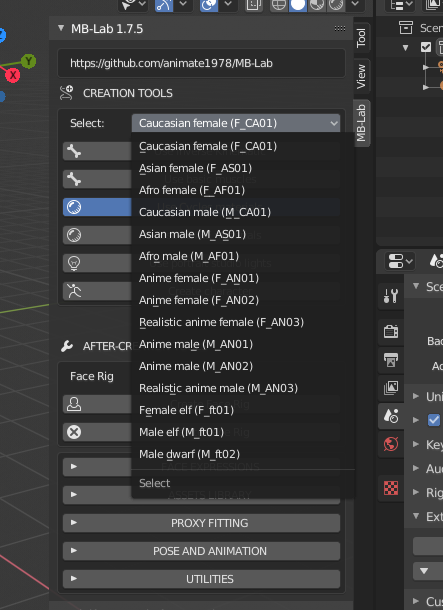 Scen
MB-Lab 1.7.5
Tool
https://github.com/animate1978/MB-Lab
View
CREATION TOOLS
MB-Lab
Select:
Caucasian female (F_CA01)
Caucasian female (F_CA01)
Asian female (F_AS01)
Afro female (F_AF01)
Caucasian male (M_CA01)
Asian male (M_AS01)
Afro male (M_AF01)
Anime female (F_AN01)
Anime female (F_AN02)
Realistic anime female (F_AN03)
Anime male (M_AN01)
Anime male (M_AN02)
Realistic anime male (M_AN03)
Female elf (F_ft01)
Male elf (M_ft01)
Male dwarf (M_ft02)
Select
AFTER-CR
Face Rig
PROXY FITTING
POSE AND ANIMATION
UTILITIES
Y
X
Sce
Bac
Ac
Uni
Key
Aud
Rig
Ext
Cus